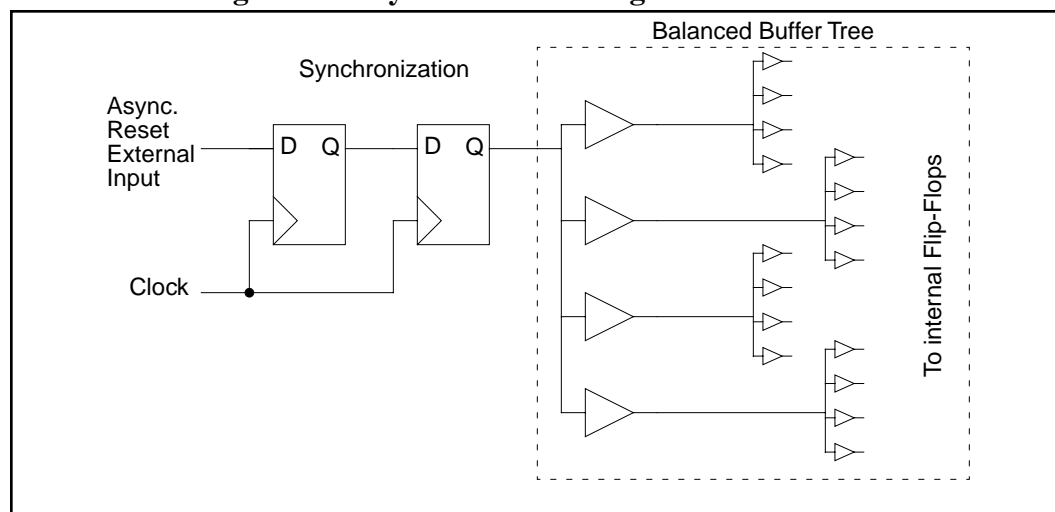 Balanced Buffer Tree
Synchronization
Async.
Reset
External
Input
D Q
D Q
Clock
To internal Flip-Flops